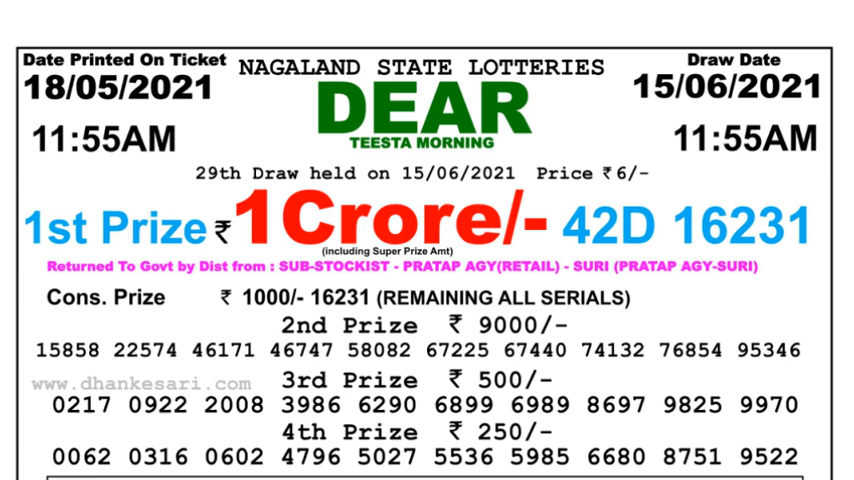 Date Printed On Ticket NAGALAND STATE LOTTERIES Draw Date
18/05/2021 DEAR 15/06/2021
11:55AM TEESTA MORNING 11:55AM
29th Draw held on 15/06/2021 Price ₹ 6/-
1st Prize ₹ 1Crore/- 42D 16231
(including Super Prize Amt)
Returned To Govt by Dist from : SUB-STOCKIST - PRATAP AGY(RETAIL) - SURI (PRATAP AGY-SURI)
Cons. Prize ₹ 1000/- 16231 (REMAINING ALL SERIALS)
2nd Prize ₹ 9000/-
15858 22574 46171 46747 58082 67225 67440 74132 76854 95346
www.dhankesari.com 3rd Prize ₹ 500/-
0217 0922 2008 3986 6290 6899 6989 8697 9825 9970
4th Prize ₹ 250/-
0062 0316 0602 4796 5027 5536 5985 6680 8751 9522